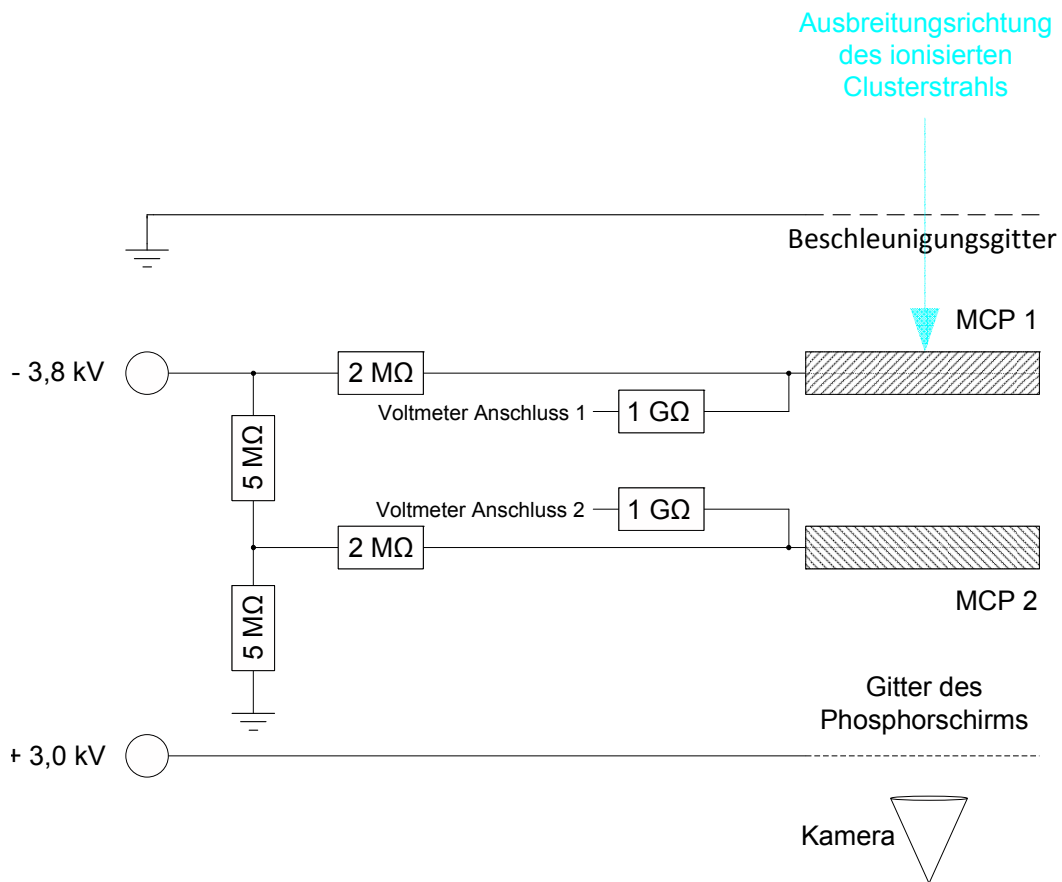 Ausbreitungsrichtung
des ionisierten
Clusterstrahls
Beschleunigungsgitter
MCP 1
- 3,8 kV
2 MΩ
Voltmeter Anschluss 1
1 GΩ
5 MΩ
Voltmeter Anschluss 2
1 GΩ
2 MΩ
MCP 2
5 MΩ
Gitter des
Phosphorschirms
+ 3,0 kV
Kamera